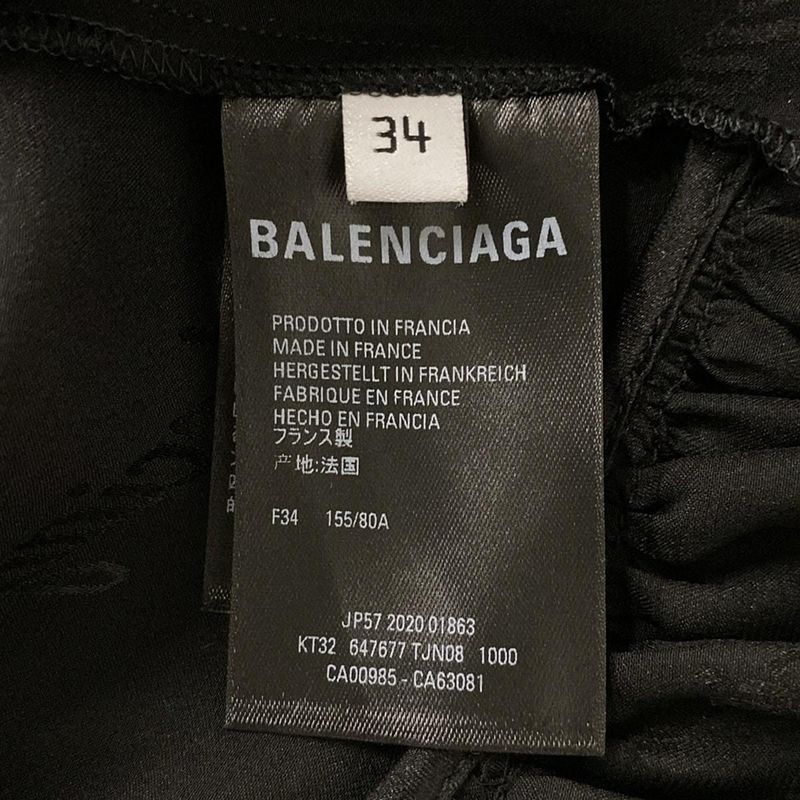 34
BALENCIAGA
PRODOTTO IN FRANCIA
MADE IN FRANCE
HERGESTELLT IN FRANKREICH
FABRIQUE EN FRANCE
HECHO EN FRANCIA
フランス製
产地:法国
F34 155/80A
JP57 2020 01863
KT32 647677 TJN08 1000
CA00985 - CA63081